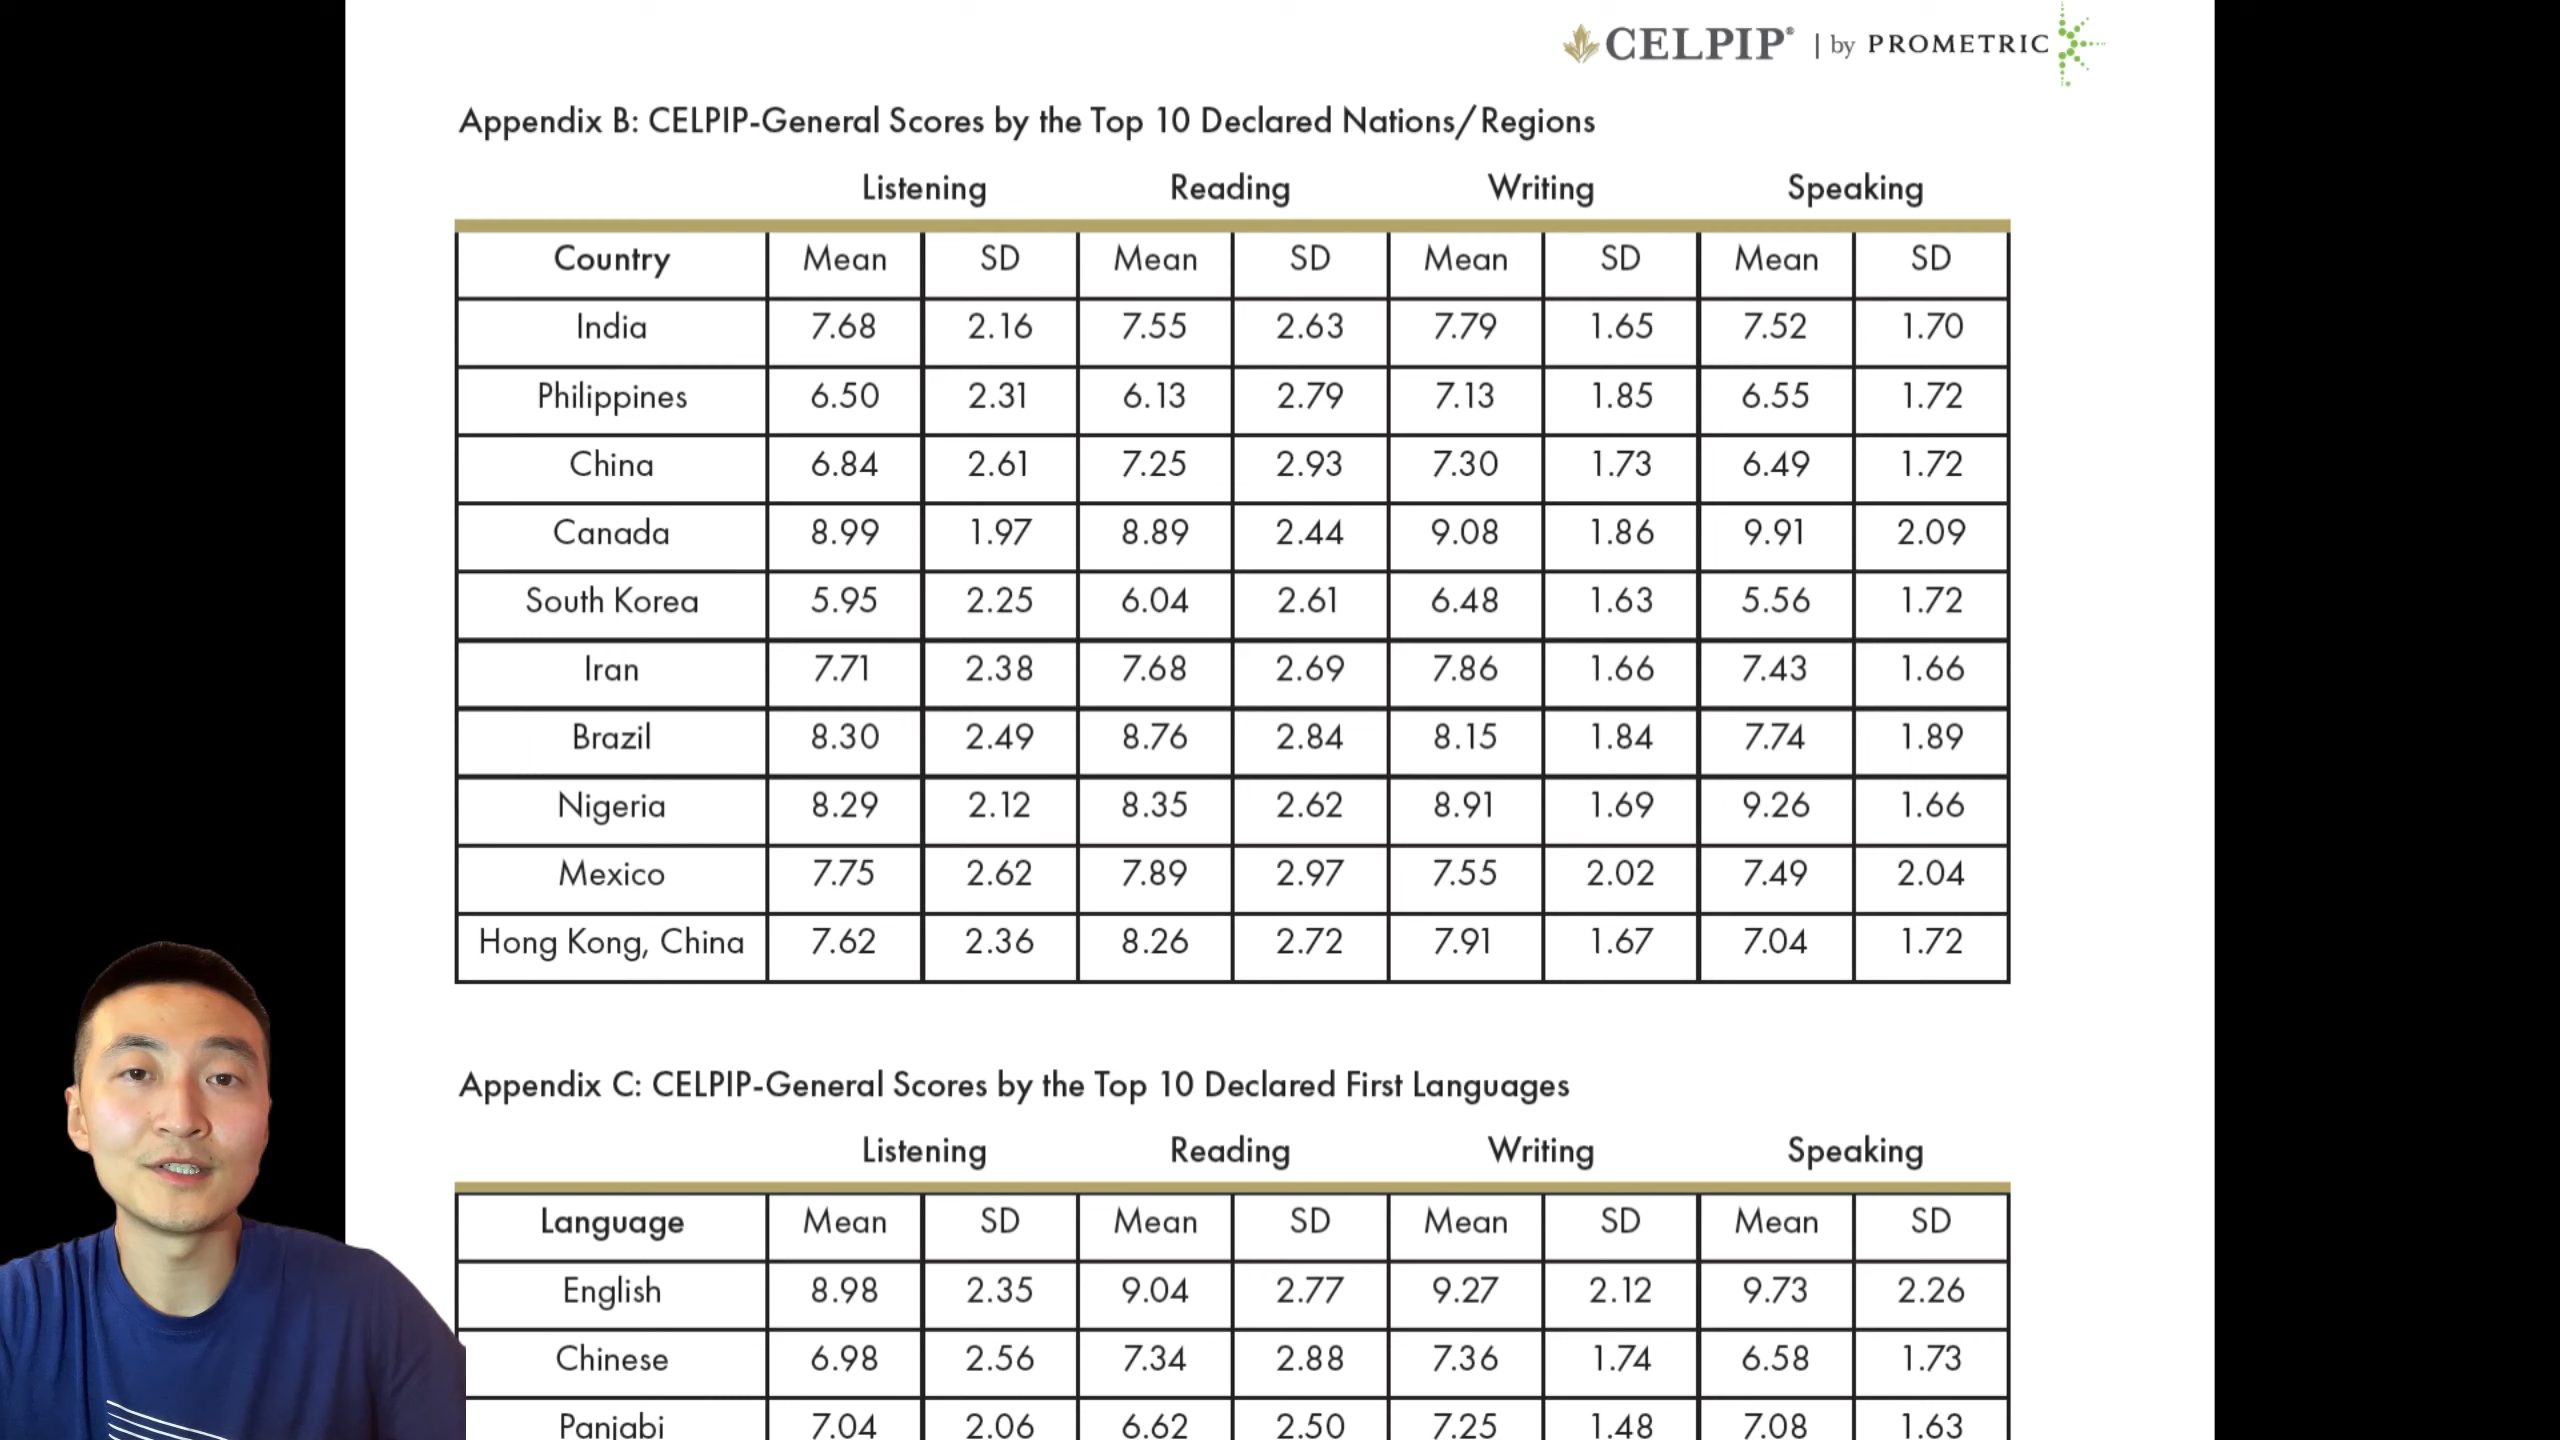 CELPIP® | by PROMETRIC
Appendix B: CELPIP-General Scores by the Top 10 Declared Nations/Regions
Listening Reading Writing Speaking
Country Mean SD Mean SD Mean SD Mean SD
India 7.68 2.16 7.55 2.63 7.79 1.65 7.52 1.70
Philippines 6.50 2.31 6.13 2.79 7.13 1.85 6.55 1.72
China 6.84 2.61 7.25 2.93 7.30 1.73 6.49 1.72
Canada 8.99 1.97 8.89 2.44 9.08 1.86 9.91 2.09
South Korea 5.95 2.25 6.04 2.61 6.48 1.63 5.56 1.72
Iran 7.71 2.38 7.68 2.69 7.86 1.66 7.43 1.66
Brazil 8.30 2.49 8.76 2.84 8.15 1.84 7.74 1.89
Nigeria 8.29 2.12 8.35 2.62 8.91 1.69 9.26 1.66
Mexico 7.75 2.62 7.89 2.97 7.55 2.02 7.49 2.04
Hong Kong, China 7.62 2.36 8.26 2.72 7.91 1.67 7.04 1.72
Appendix C: CELPIP-General Scores by the Top 10 Declared First Languages
Listening Reading Writing Speaking
Language Mean SD Mean SD Mean SD Mean SD
English 8.98 2.35 9.04 2.77 9.27 2.12 9.73 2.26
Chinese 6.98 2.56 7.34 2.88 7.36 1.74 6.58 1.73
Panjabi 7.04 2.06 6.62 2.50 7.25 1.48 7.08 1.63